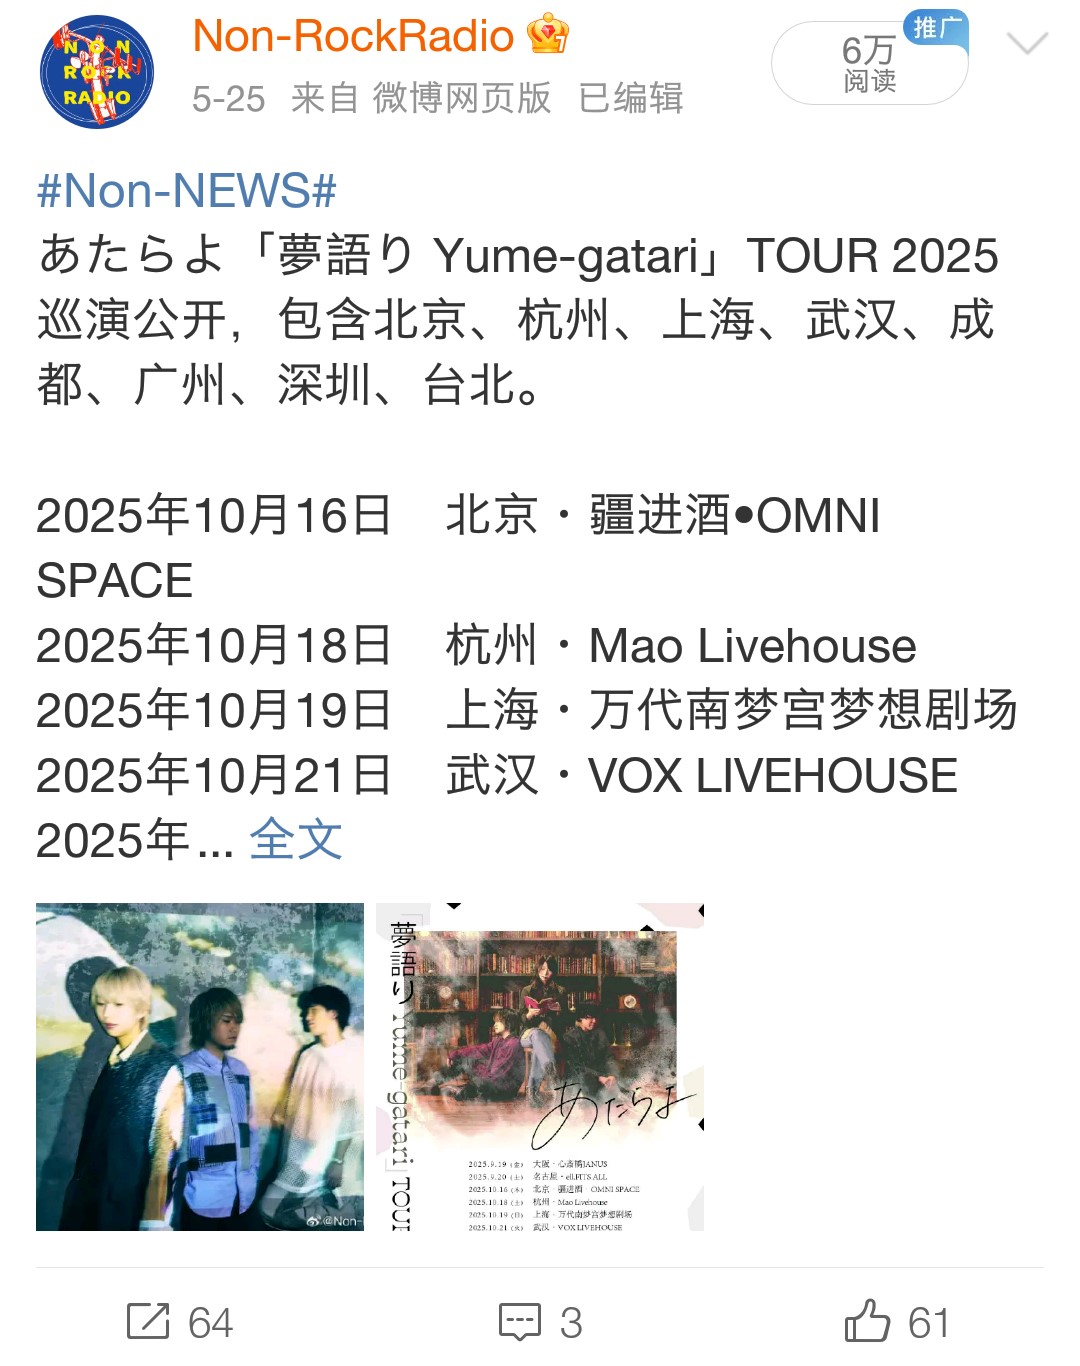 NON
ROCK
RADIO
Non-RockRadio
7
5-25 来自 微博网页版 已编辑
6万
阅读
推广
#Non-NEWS#
あたらよ「夢語り Yume-gatari」TOUR 2025
巡演公开，包含北京、杭州、上海、武汉、成
都、广州、深圳、台北。
2025年10月16日 北京・疆进酒•OMNI
SPACE
2025年10月18日 杭州・Mao Livehouse
2025年10月19日 上海・万代南梦宫梦想剧场
2025年10月21日 武汉・VOX LIVEHOUSE
2025年... 全文
@Non-
夢語り Yume-gatari」TOUR
あたらよ
2025.9.19 (金) 大阪・心斎橋JANUS
2025.9.20 (土) 名古屋・ell.FITS ALL
2025.10.16 (木) 北京・疆进酒・OMNI SPACE
2025.10.18 (土) 杭州・Mao Livehouse
2025.10.19 (日) 上海・万代南梦宫梦想剧场
2025.10.21 (火) 武汉・VOX LIVEHOUSE
64
3
61